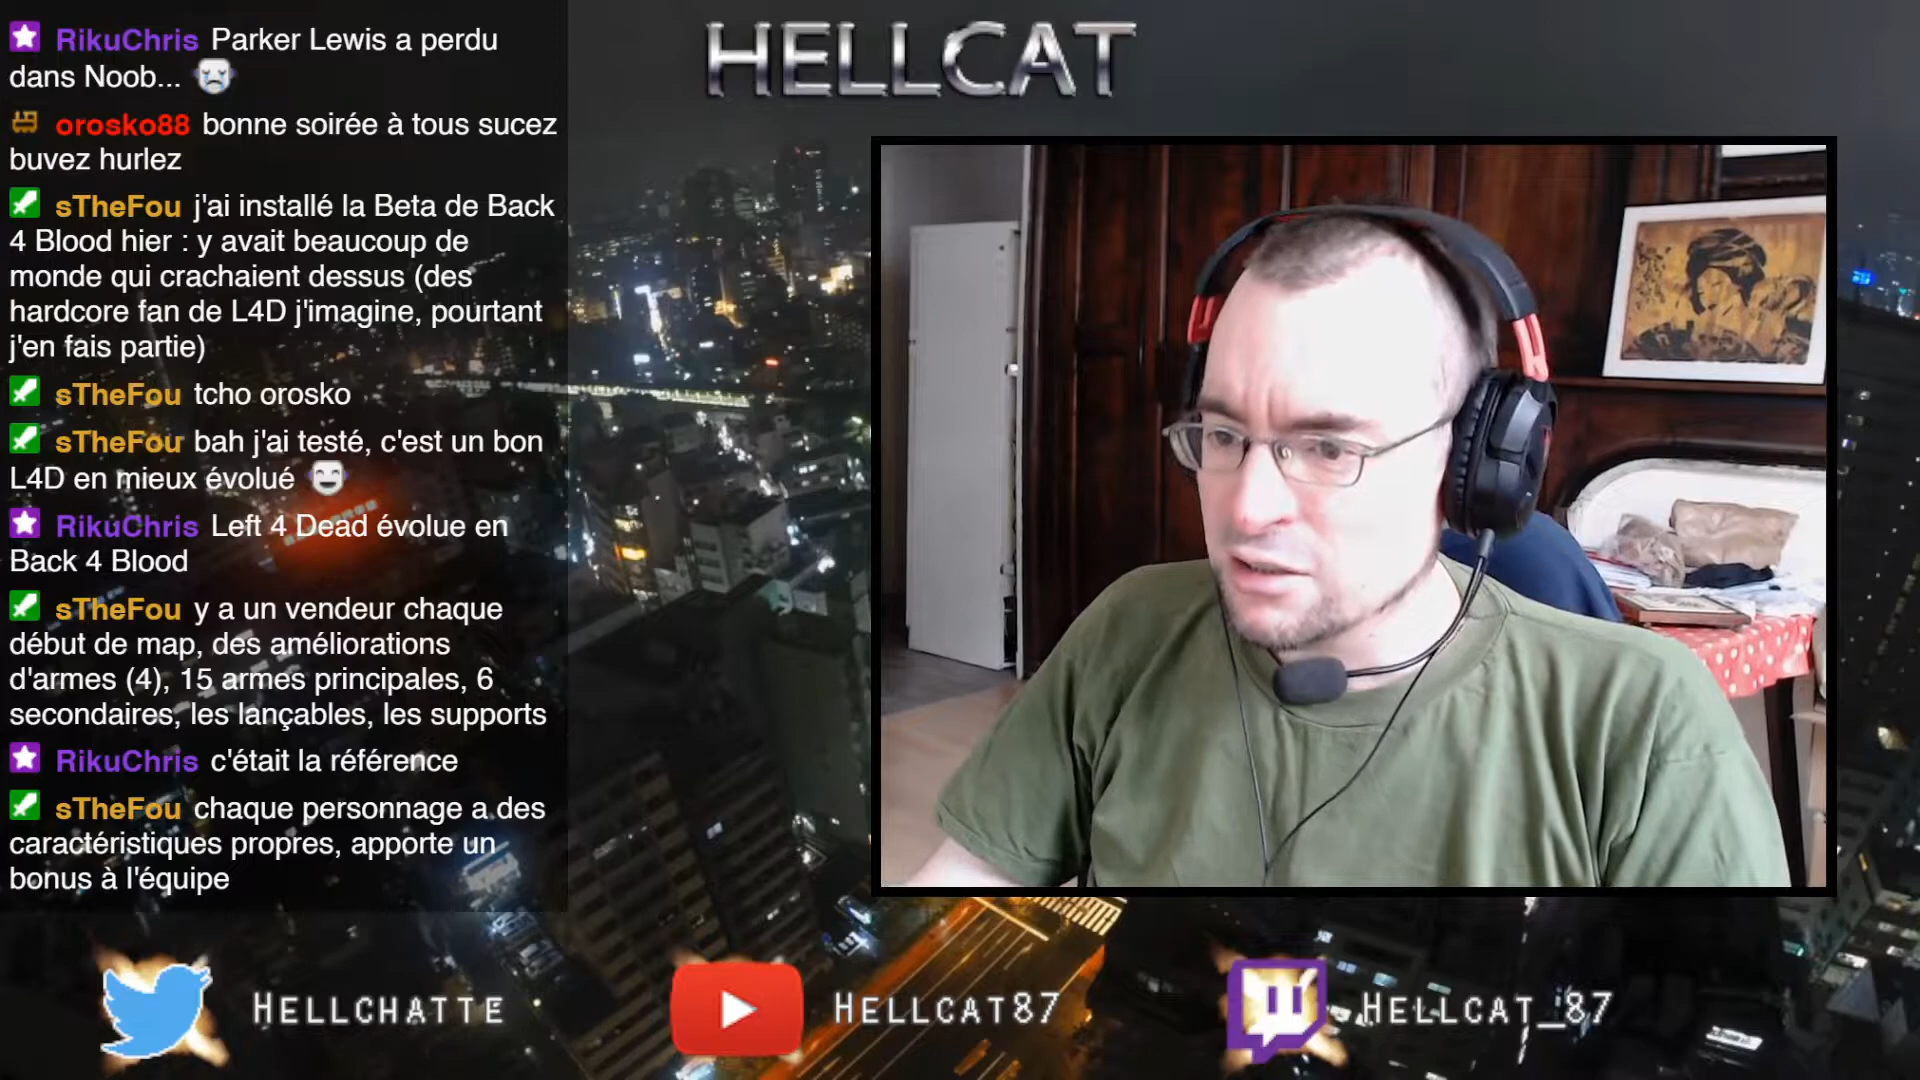 HELLCAT
RikuChris Parker Lewis a perdu
dans Noob...
orosko88 bonne soirée à tous sucez
buvez hurlez
sTheFou j'ai installé la Beta de Back
4 Blood hier : y avait beaucoup de
monde qui crachaient dessus (des
hardcore fan de L4D j'imagine, pourtant
j'en fais partie)
sTheFou tcho orosko
sTheFou bah j'ai testé, c'est un bon
L4D en mieux évolué
RikuChris Left 4 Dead évolue en
Back 4 Blood
sTheFou y a un vendeur chaque
début de map, des améliorations
d'armes (4), 15 armes principales, 6
secondaires, les lançables, les supports
RikuChris c'était la référence
sTheFou chaque personnage a des
caractéristiques propres, apporte un
bonus à l'équipe
HELLCHATTE
HELLCAT87
HELLCAT_87